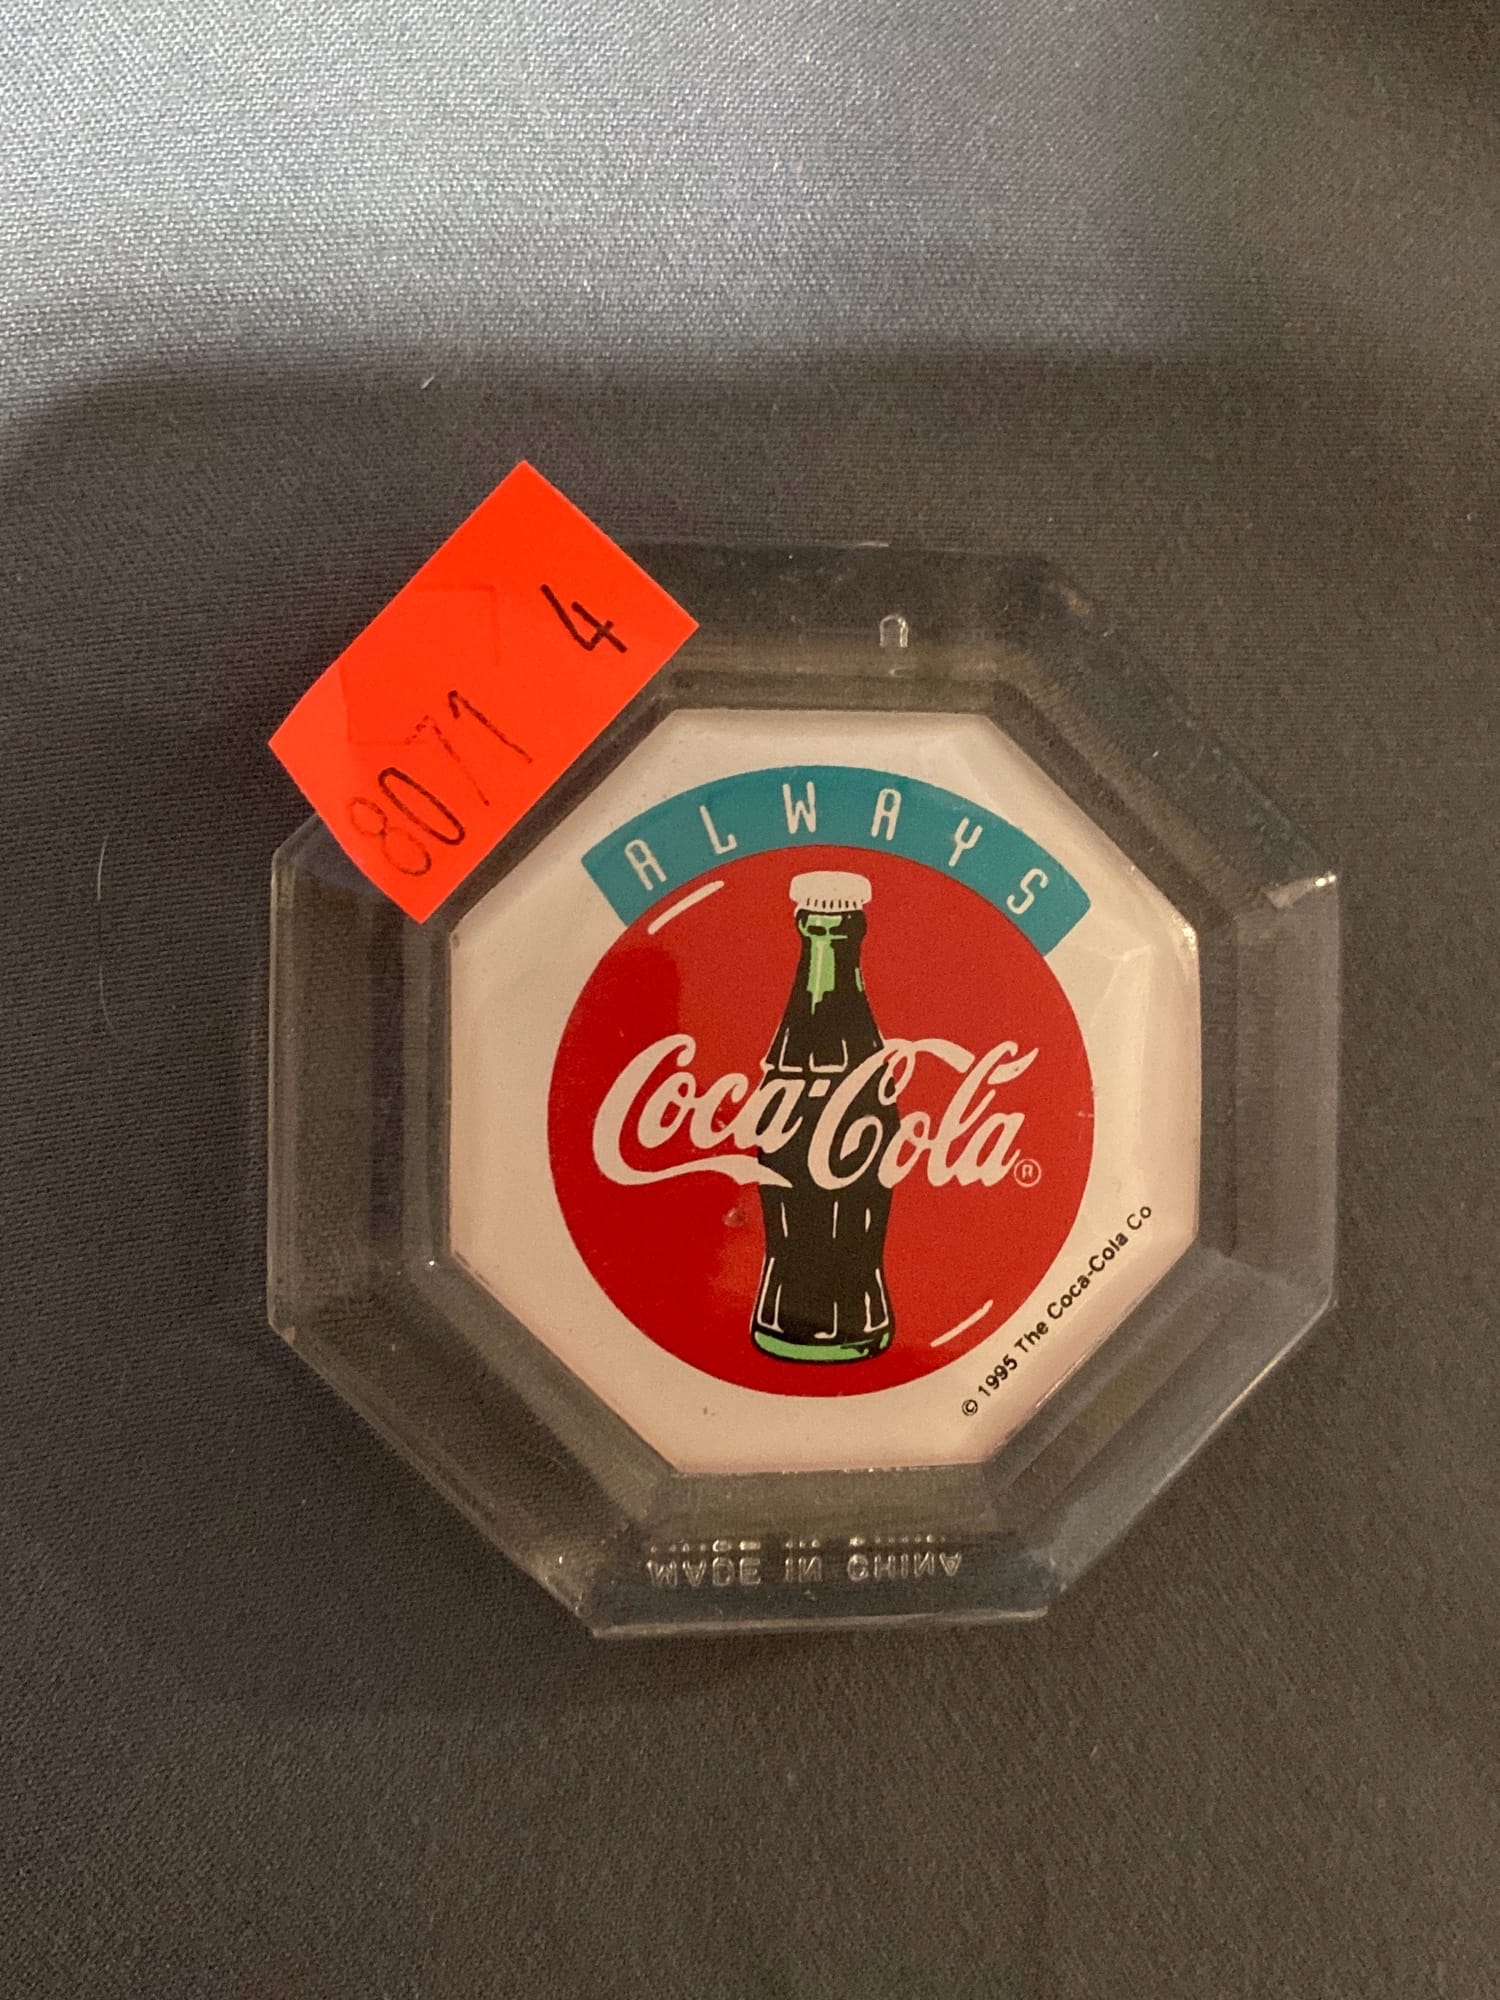 4
8071
ALWAYS
Coca-Cola®
© 1995 The Coca-Cola Co
MADE IN CHINA